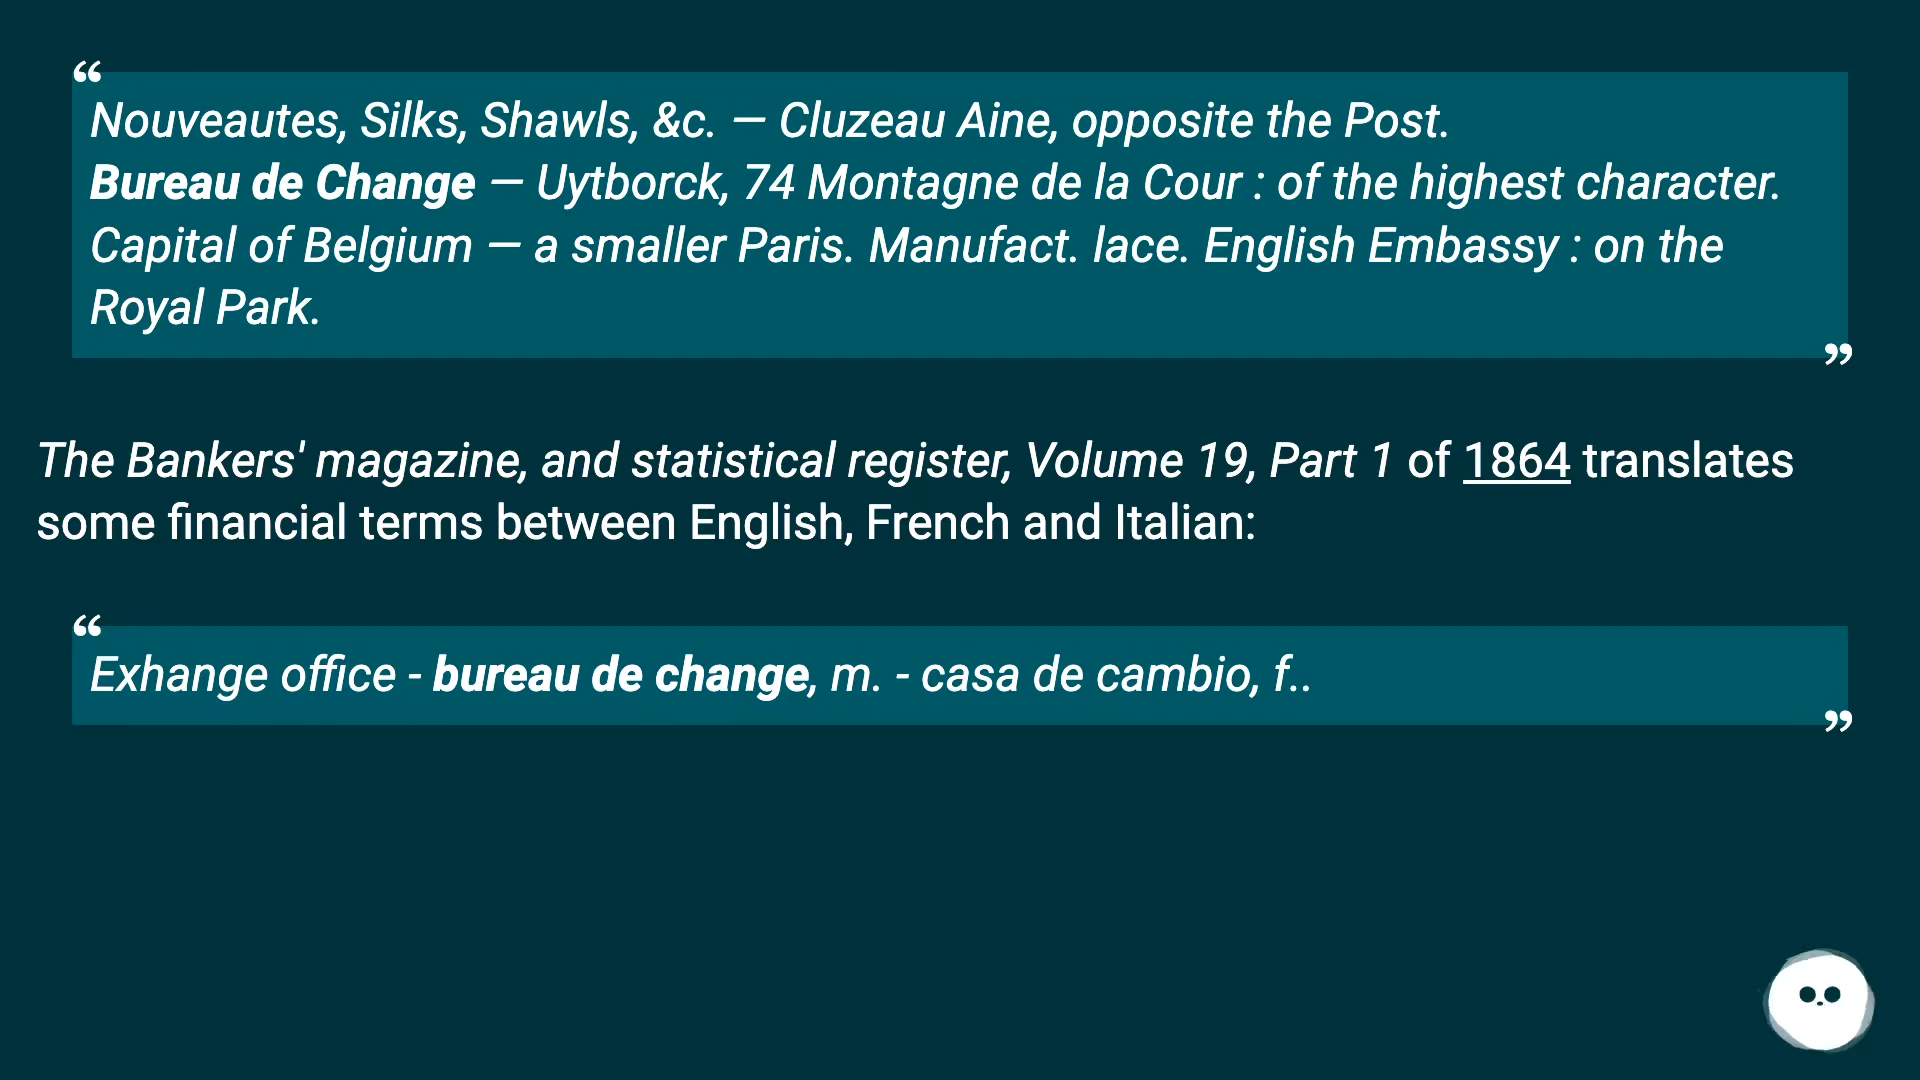 “
Nouveautes, Silks, Shawls, &c. — Cluzeau Aine, opposite the Post.
Bureau de Change — Uytborck, 74 Montagne de la Cour : of the highest character.
Capital of Belgium — a smaller Paris. Manufact. lace. English Embassy : on the
Royal Park.
”
The Bankers' magazine, and statistical register, Volume 19, Part 1 of 1864 translates
some financial terms between English, French and Italian:
“
Exhange office - bureau de change, m. - casa de cambio, f..
”